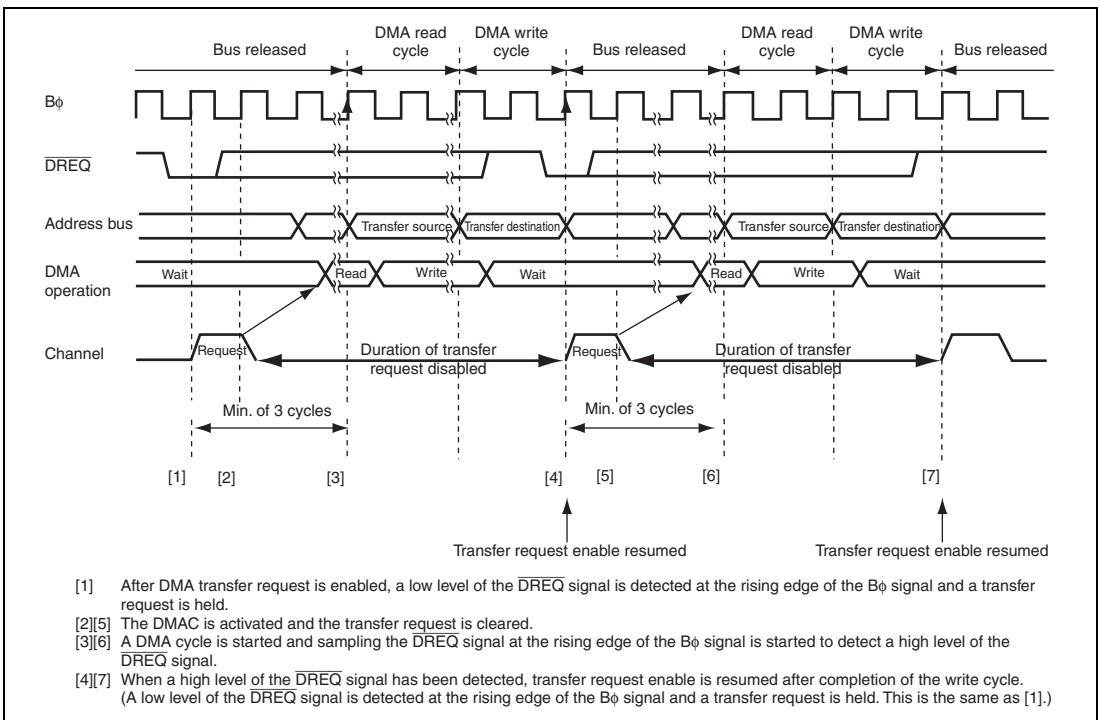 Bus released
DMA read cycle
DMA write cycle
Bus released
DMA read cycle
DMA write cycle
Bus released
Bφ
DREQ
Address bus
Transfer source
Transfer destination
Transfer source
Transfer destination
DMA operation
Wait
Read
Write
Wait
Read
Write
Wait
Channel
Request
Duration of transfer request disabled
Request
Duration of transfer request disabled
Min. of 3 cycles
Min. of 3 cycles
[1]
[2]
[3]
[4]
[5]
[6]
[7]
Transfer request enable resumed
Transfer request enable resumed
[1] After DMA transfer request is enabled, a low level of the DREQ signal is detected at the rising edge of the Bφ signal and a transfer
request is held.
[2][5] The DMAC is activated and the transfer request is cleared.
[3][6] A DMA cycle is started and sampling the DREQ signal at the rising edge of the Bφ signal is started to detect a high level of the
DREQ signal.
[4][7] When a high level of the DREQ signal has been detected, transfer request enable is resumed after completion of the write cycle.
(A low level of the DREQ signal is detected at the rising edge of the Bφ signal and a transfer request is held. This is the same as [1].)